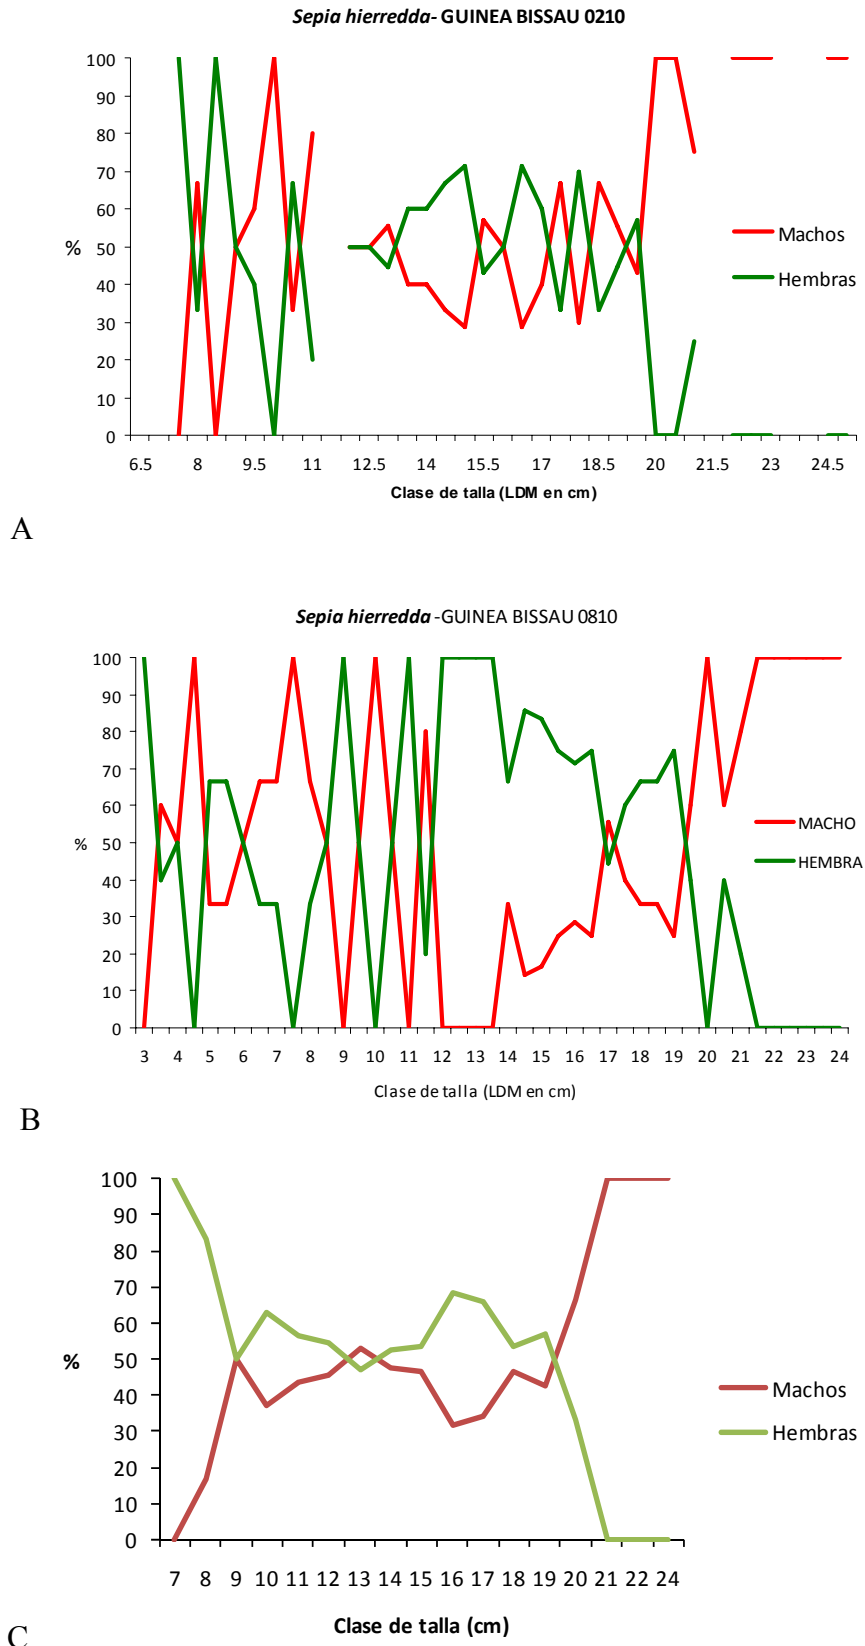 Sepia hierredda- GUINEA BISSAU 0210
100
90
80
70
60
50
40
30
20
10
0
%
Machos
Hembras
6.5 8 9.5 11 12.5 14 15.5 17 18.5 20 21.5 23 24.5
Clase de talla (LDM en cm)
A
Sepia hierredda -GUINEA BISSAU 0810
100
90
80
70
60
50
40
30
20
10
0
%
MACHO
HEMBRA
3 4 5 6 7 8 9 10 11 12 13 14 15 16 17 18 19 20 21 22 23 24
Clase de talla (LDM en cm)
B
100
90
80
70
60
50
40
30
20
10
0
%
Machos
Hembras
7 8 9 10 11 12 13 14 15 16 17 18 19 20 21 22 24
Clase de talla (cm)
C